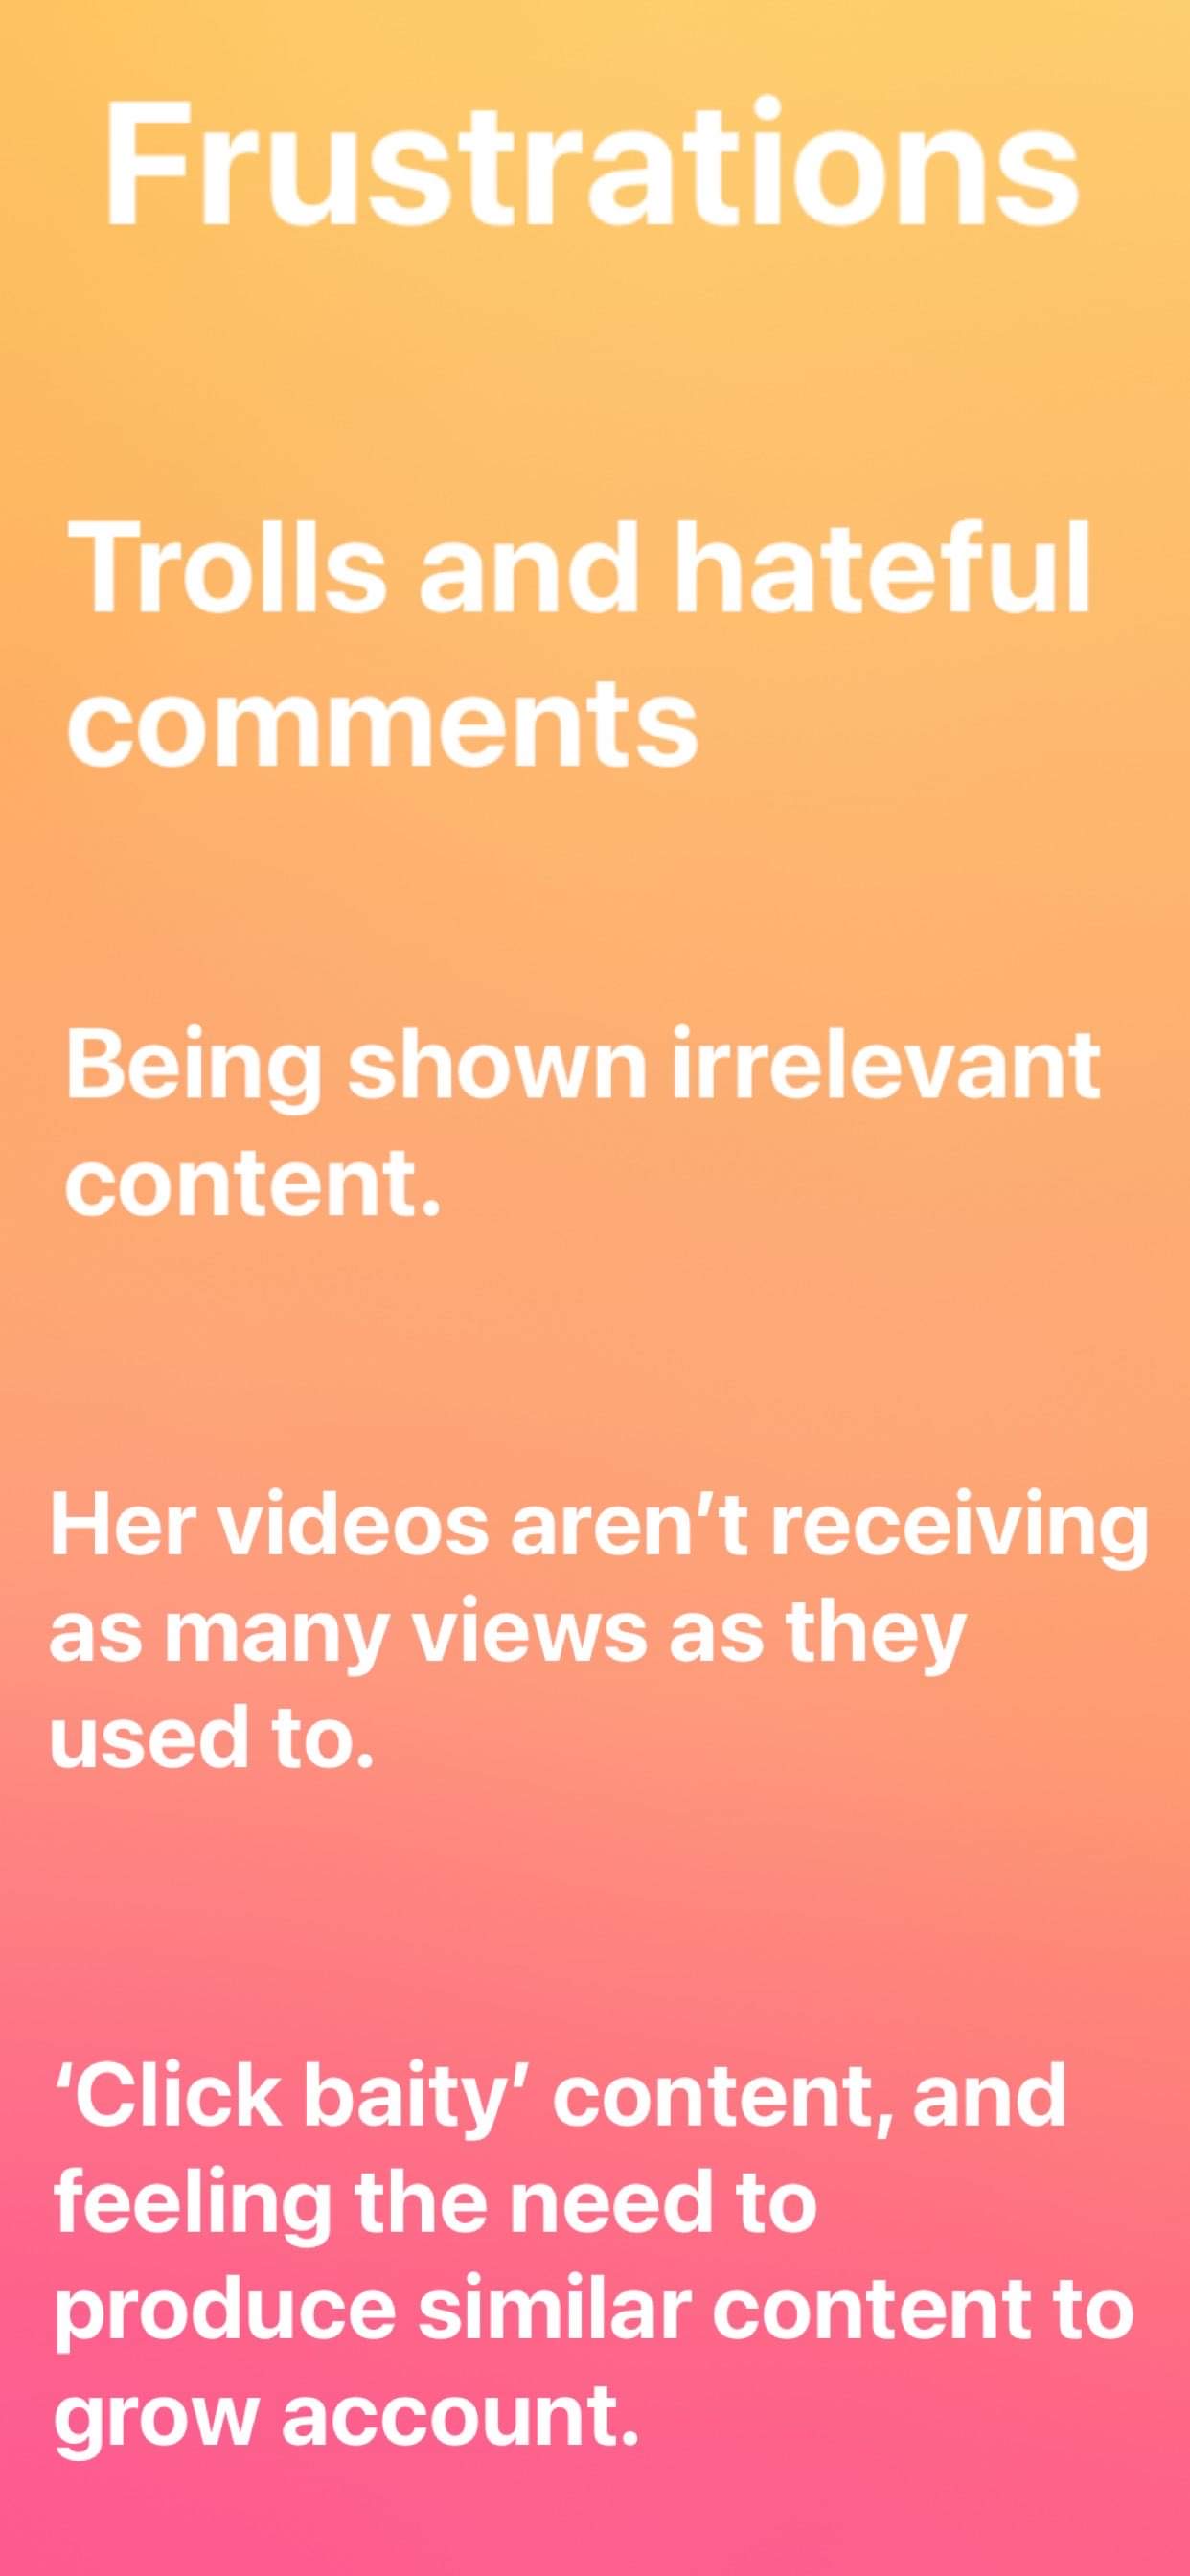 Frustrations
Trolls and hateful
comments
Being shown irrelevant
content.
Her videos aren’t receiving
as many views as they
used to.
‘Click baity’ content, and
feeling the need to
produce similar content to
grow account.